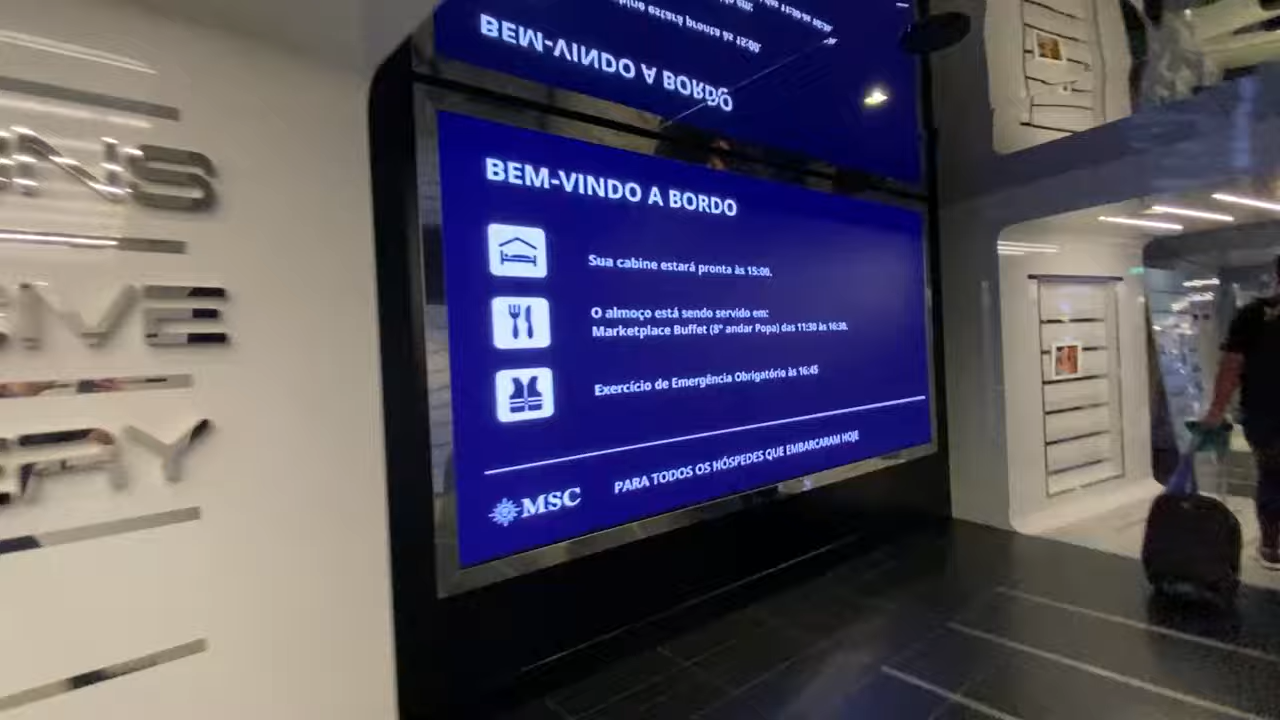 BEM-VINDO A BORDO
Sua cabine estará pronta às 15:00.
O almoço está sendo servido em:
Marketplace Buffet (8° andar Popa) das 11:30 às 16:30.
Exercício de Emergência Obrigatório às 16:45
MSC
PARA TODOS OS HÓSPEDES QUE EMBARCARAM HOJE